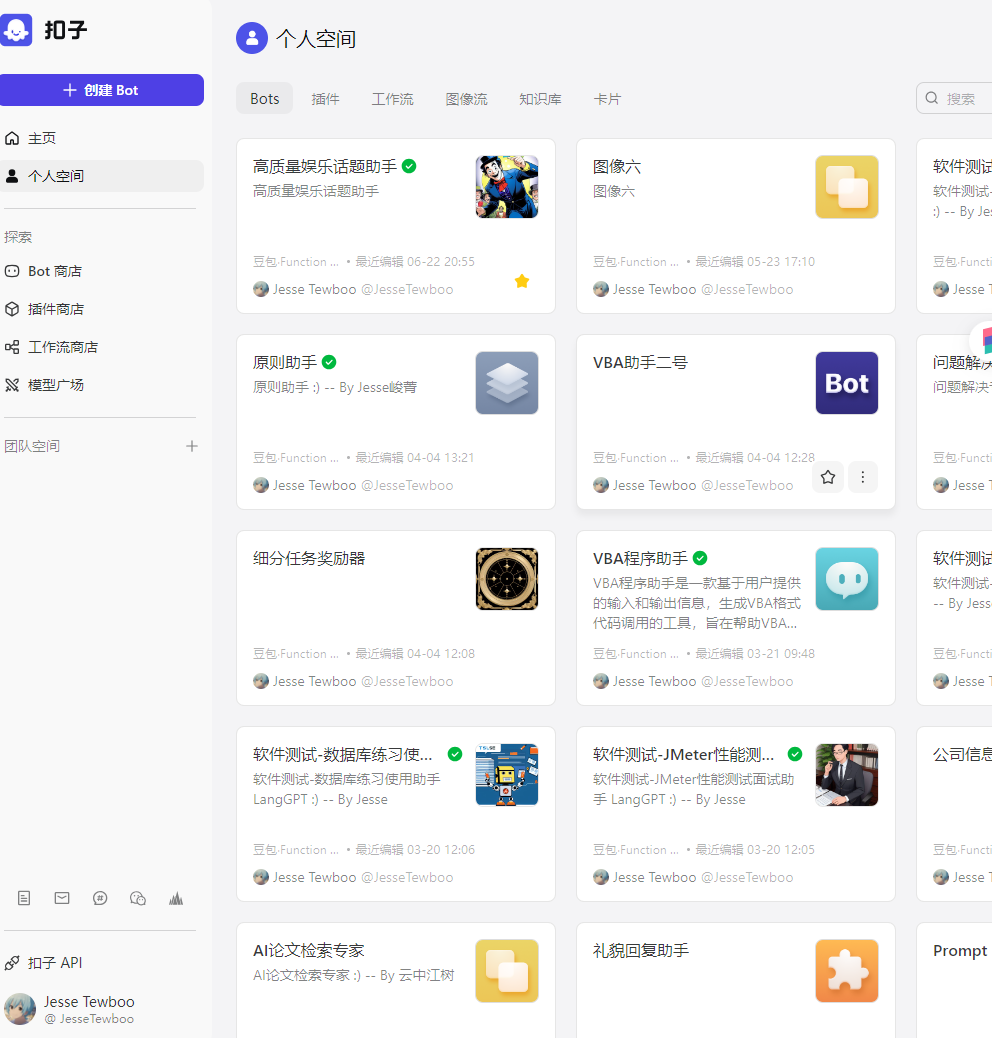 扣子
创建 Bot
主页
个人空间
探索
Bot 商店
插件商店
工作流商店
模型广场
团队空间
扣子 API
Jesse Tewboo
@ JesseTewboo
个人空间
Bots
插件
工作流
图像流
知识库
卡片
搜索
高质量娱乐话题助手
高质量娱乐话题助手
豆包·Function ... • 最近编辑 06-22 20:55
Jesse Tewboo @JesseTewboo
图像六
图像六
豆包·Function ... • 最近编辑 05-23 17:10
Jesse Tewboo @JesseTewboo
软件测试
软件测试-
:) -- By Jes
豆包·Functi
Jesse T
原则助手
原则助手 :) -- By Jesse峻菁
豆包·Function ... • 最近编辑 04-04 13:21
Jesse Tewboo @JesseTewboo
VBA助手二号
Bot
豆包·Function ... • 最近编辑 04-04 12:28
Jesse Tewboo @JesseTewboo
问题解决
问题解决专
豆包·Functi
Jesse T
细分任务奖励器
豆包·Function ... • 最近编辑 04-04 12:08
Jesse Tewboo @JesseTewboo
VBA程序助手
VBA程序助手是一款基于用户提供
的输入和输出信息，生成VBA格式
代码调用的工具，旨在帮助VBA...
豆包·Function ... • 最近编辑 03-21 09:48
Jesse Tewboo @JesseTewboo
软件测试
软件测试-
-- By Jess
豆包·Functi
Jesse T
软件测试-数据库练习使...
软件测试-数据库练习使用助手
LangGPT :) -- By Jesse
豆包·Function ... • 最近编辑 03-20 12:06
Jesse Tewboo @JesseTewboo
软件测试-JMeter性能测...
软件测试-JMeter性能测试面试助
手 LangGPT :) -- By Jesse
豆包·Function ... • 最近编辑 03-20 12:05
Jesse Tewboo @JesseTewboo
公司信息
豆包·Functi
Jesse T
AI论文检索专家
AI论文检索专家 :) -- By 云中江树
礼貌回复助手
Prompt